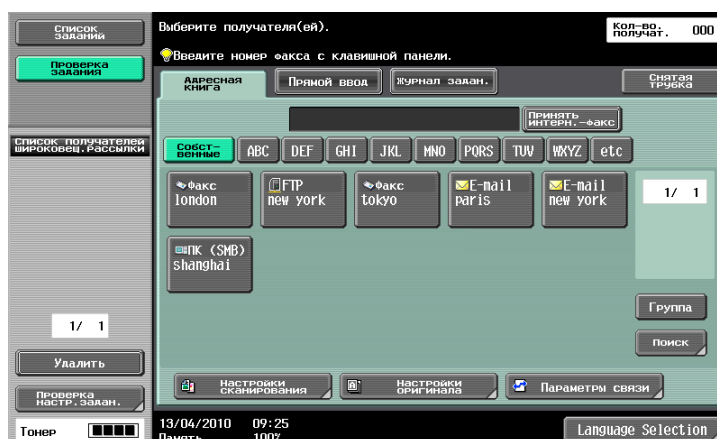 Список
заданий
Проверка
задания
Список получателей
широковец.рассылки
1/ 1
Удалить
Проверка
настр.задан.
Тонер
Выберите получателя(ей).
Кол-во.
получат.
000
Введите номер факса с клавишной панели.
Адресная
книга
Прямой ввод
Журнал задан.
Снятая
трубка
Принять
интерн.-факс
Собст-
венные
ABC
DEF
GHI
JKL
MNO
PQRS
TUV
WXYZ
etc
Факс
london
FTP
new york
Факс
tokyo
E-mail
paris
E-mail
new york
1/ 1
ПК (SMB)
shanghai
Группа
Поиск
Настройки
сканирования
Настройки
оригинала
Параметры связи
13/04/2010 09:25
Память 100%
Language Selection